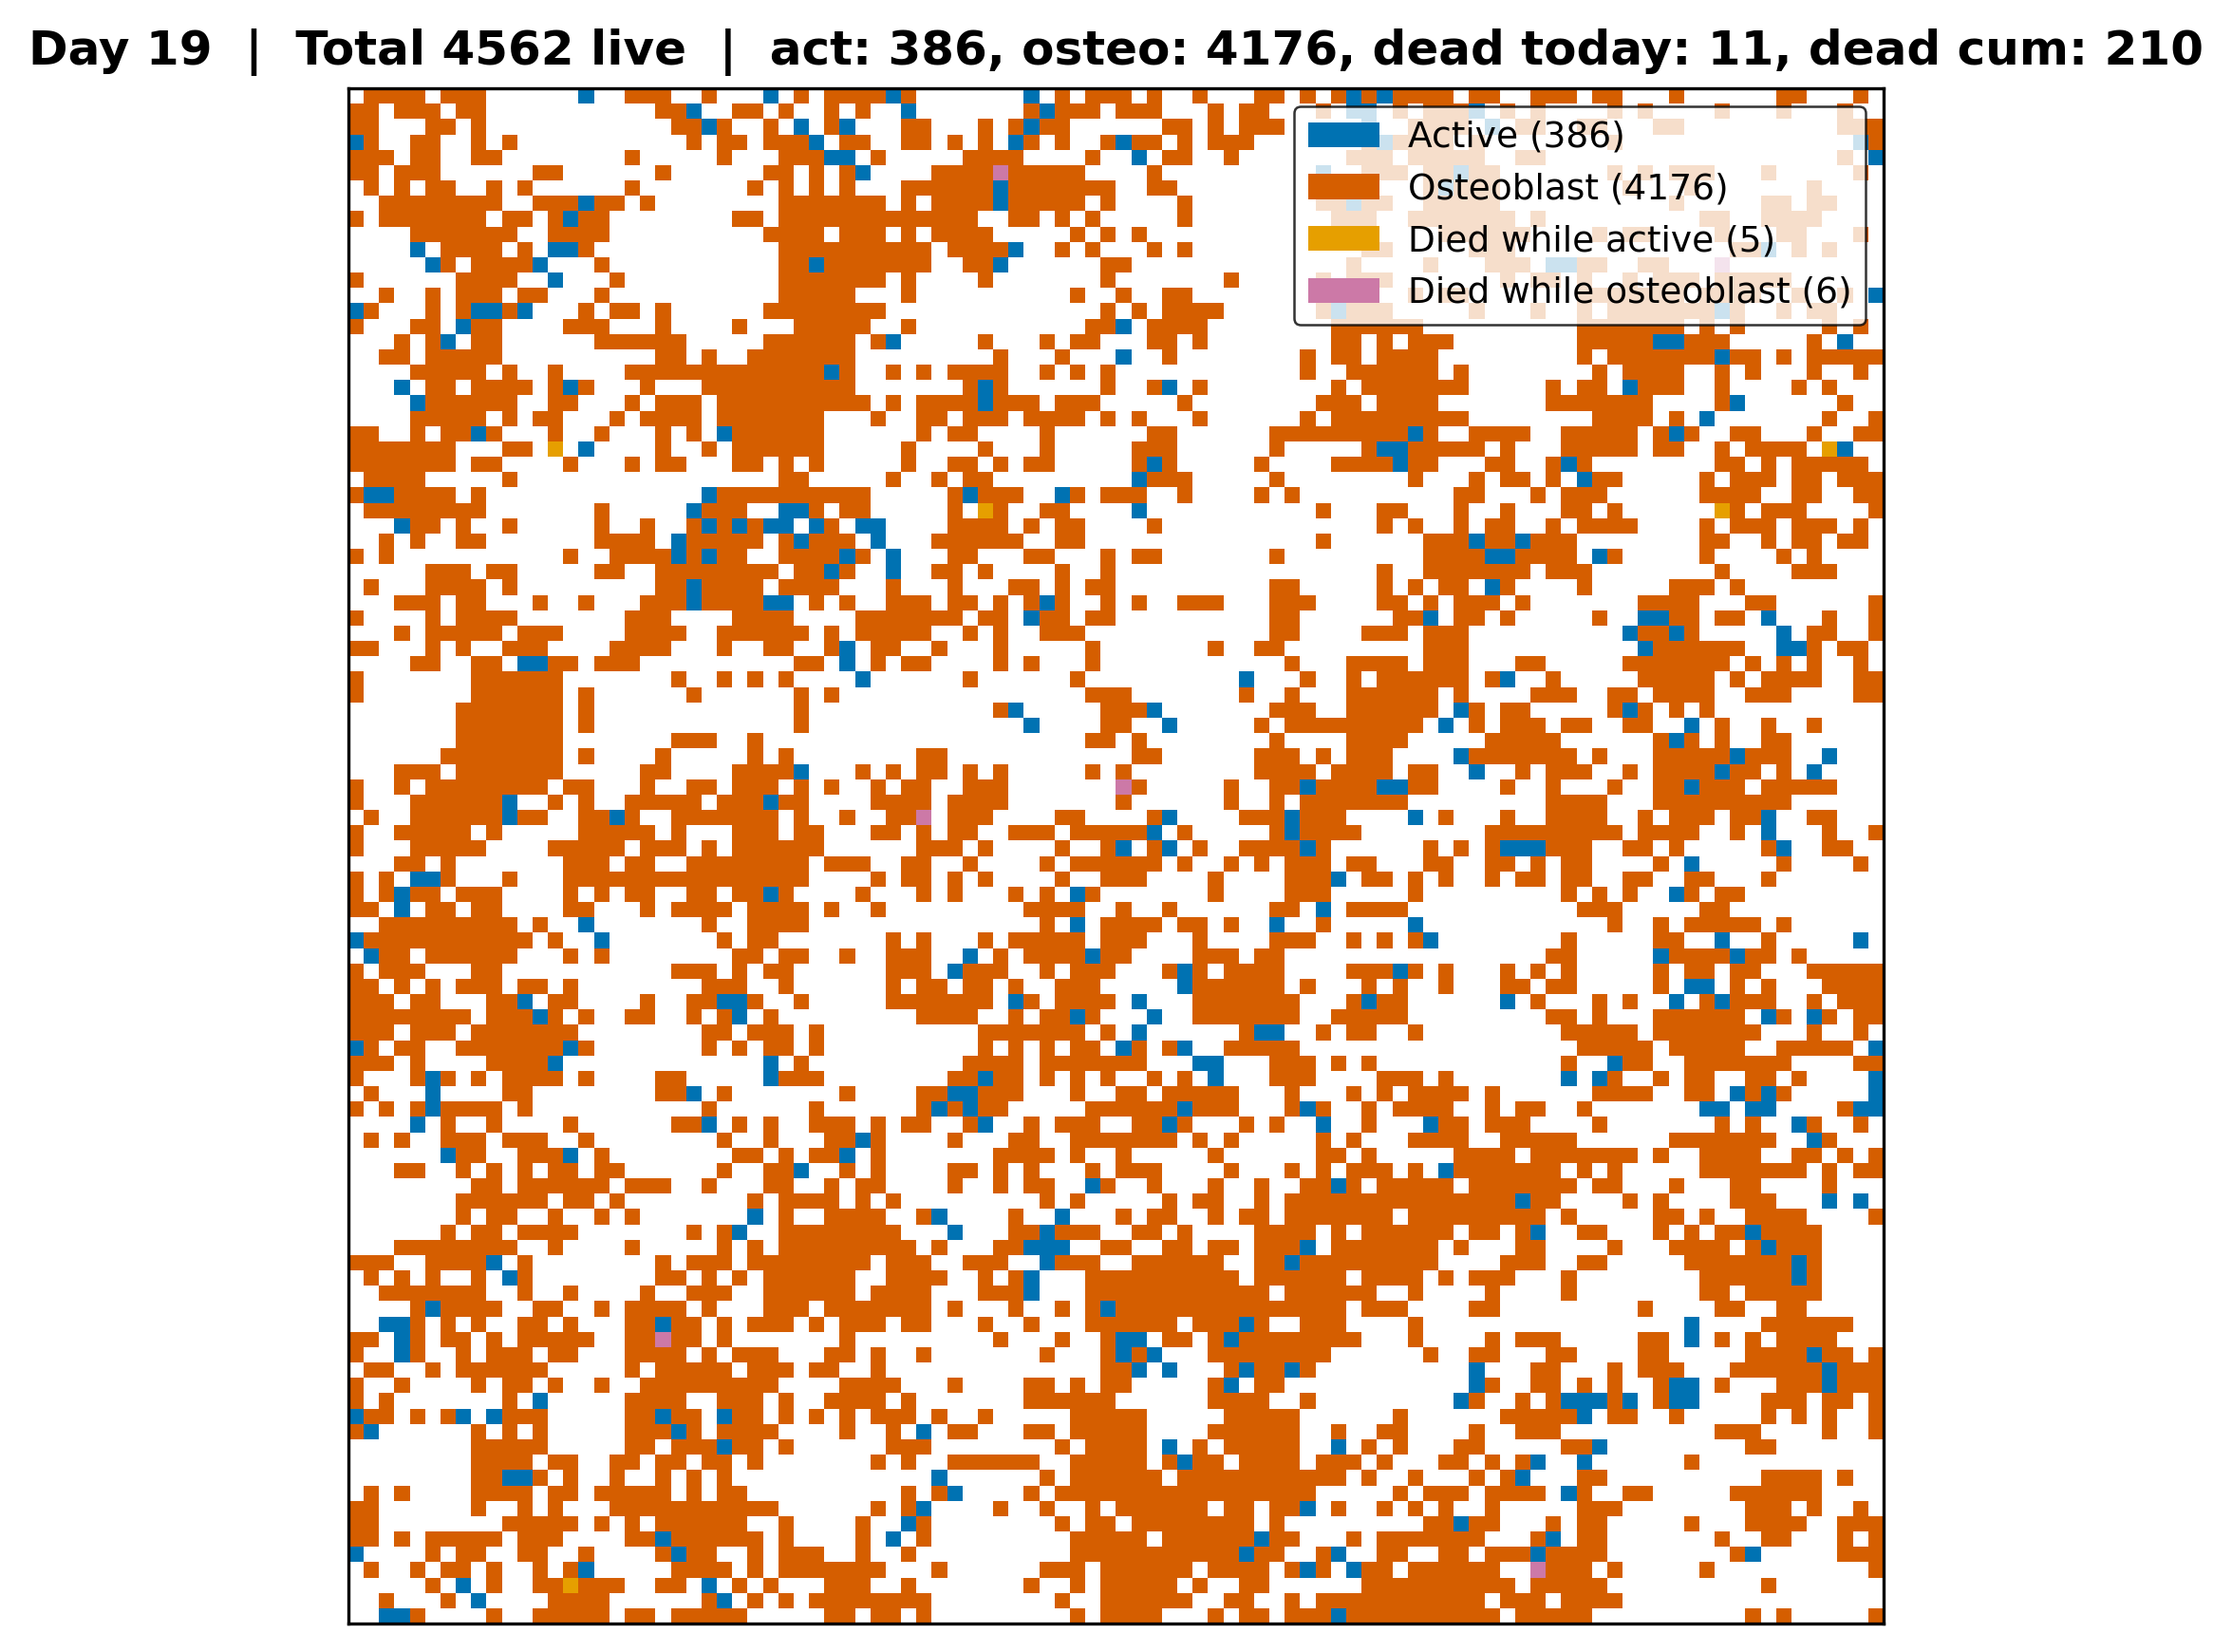 Day 19 | Total 4562 live | act: 386, osteo: 4176, dead today: 11, dead cum: 210
Active (386)
Osteoblast (4176)
Died while active (5)
Died while osteoblast (6)